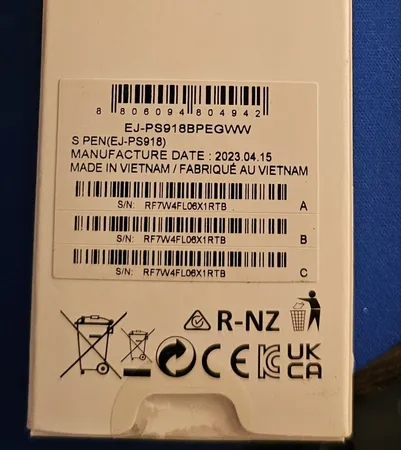 8 806094 804942
EJ-PS918BPEGWW
S PEN(EJ-PS918)
MANUFACTURE DATE : 2023.04.15
MADE IN VIETNAM / FABRIQUÉ AU VIETNAM
S/N: RF7W4FL06X1RTB A
S/N: RF7W4FL06X1RTB B
S/N: RF7W4FL06X1RTB C
R-NZ
CE
UK
CA